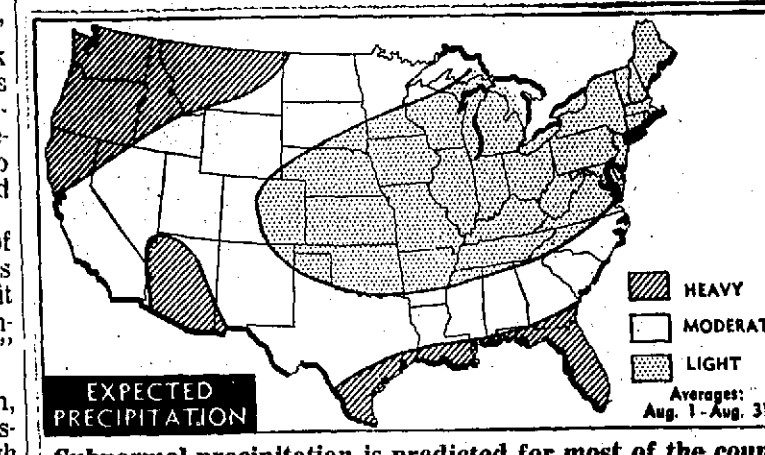 EXPECTED
PRECIPITATION
HEAVY
MODERAT
LIGHT
Averages:
Aug. 1 - Aug. 3
Subnormal precipitation is predicted for most of the coun